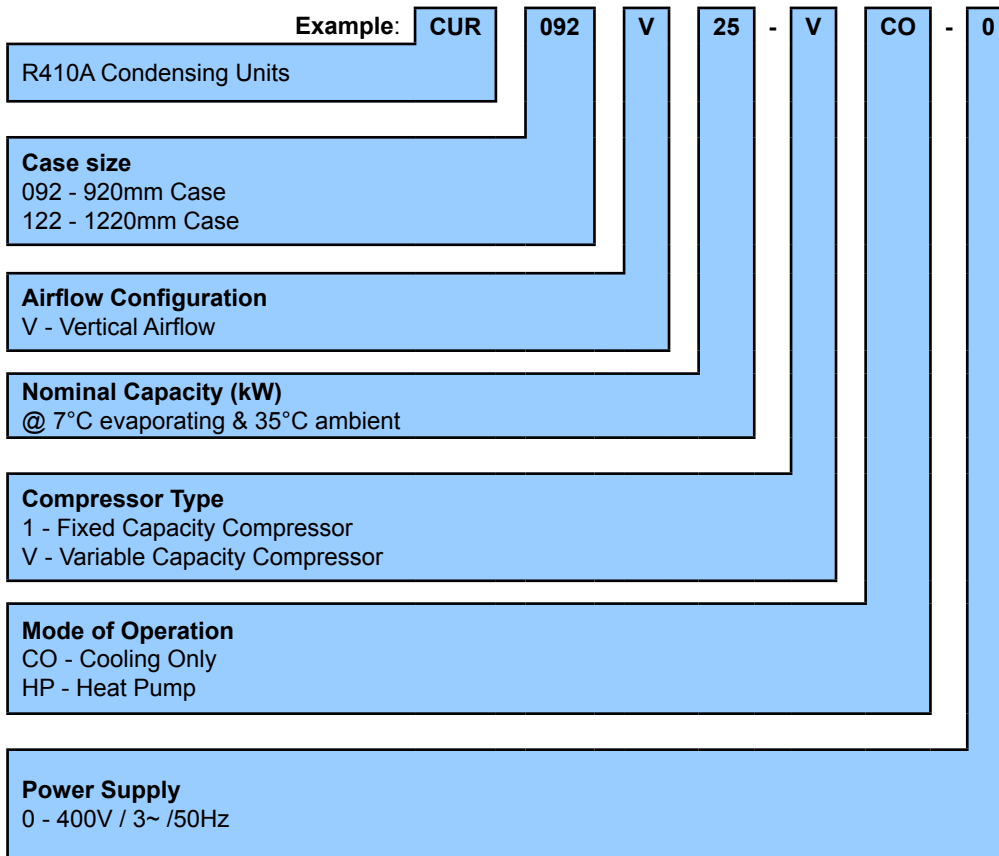 Example: CUR 092 V 25 - V CO - 0
R410A Condensing Units
Case size
092 - 920mm Case
122 - 1220mm Case
Airflow Configuration
V - Vertical Airflow
Nominal Capacity (kW)
@ 7°C evaporating & 35°C ambient
Compressor Type
1 - Fixed Capacity Compressor
V - Variable Capacity Compressor
Mode of Operation
CO - Cooling Only
HP - Heat Pump
Power Supply
0 - 400V / 3~ /50Hz